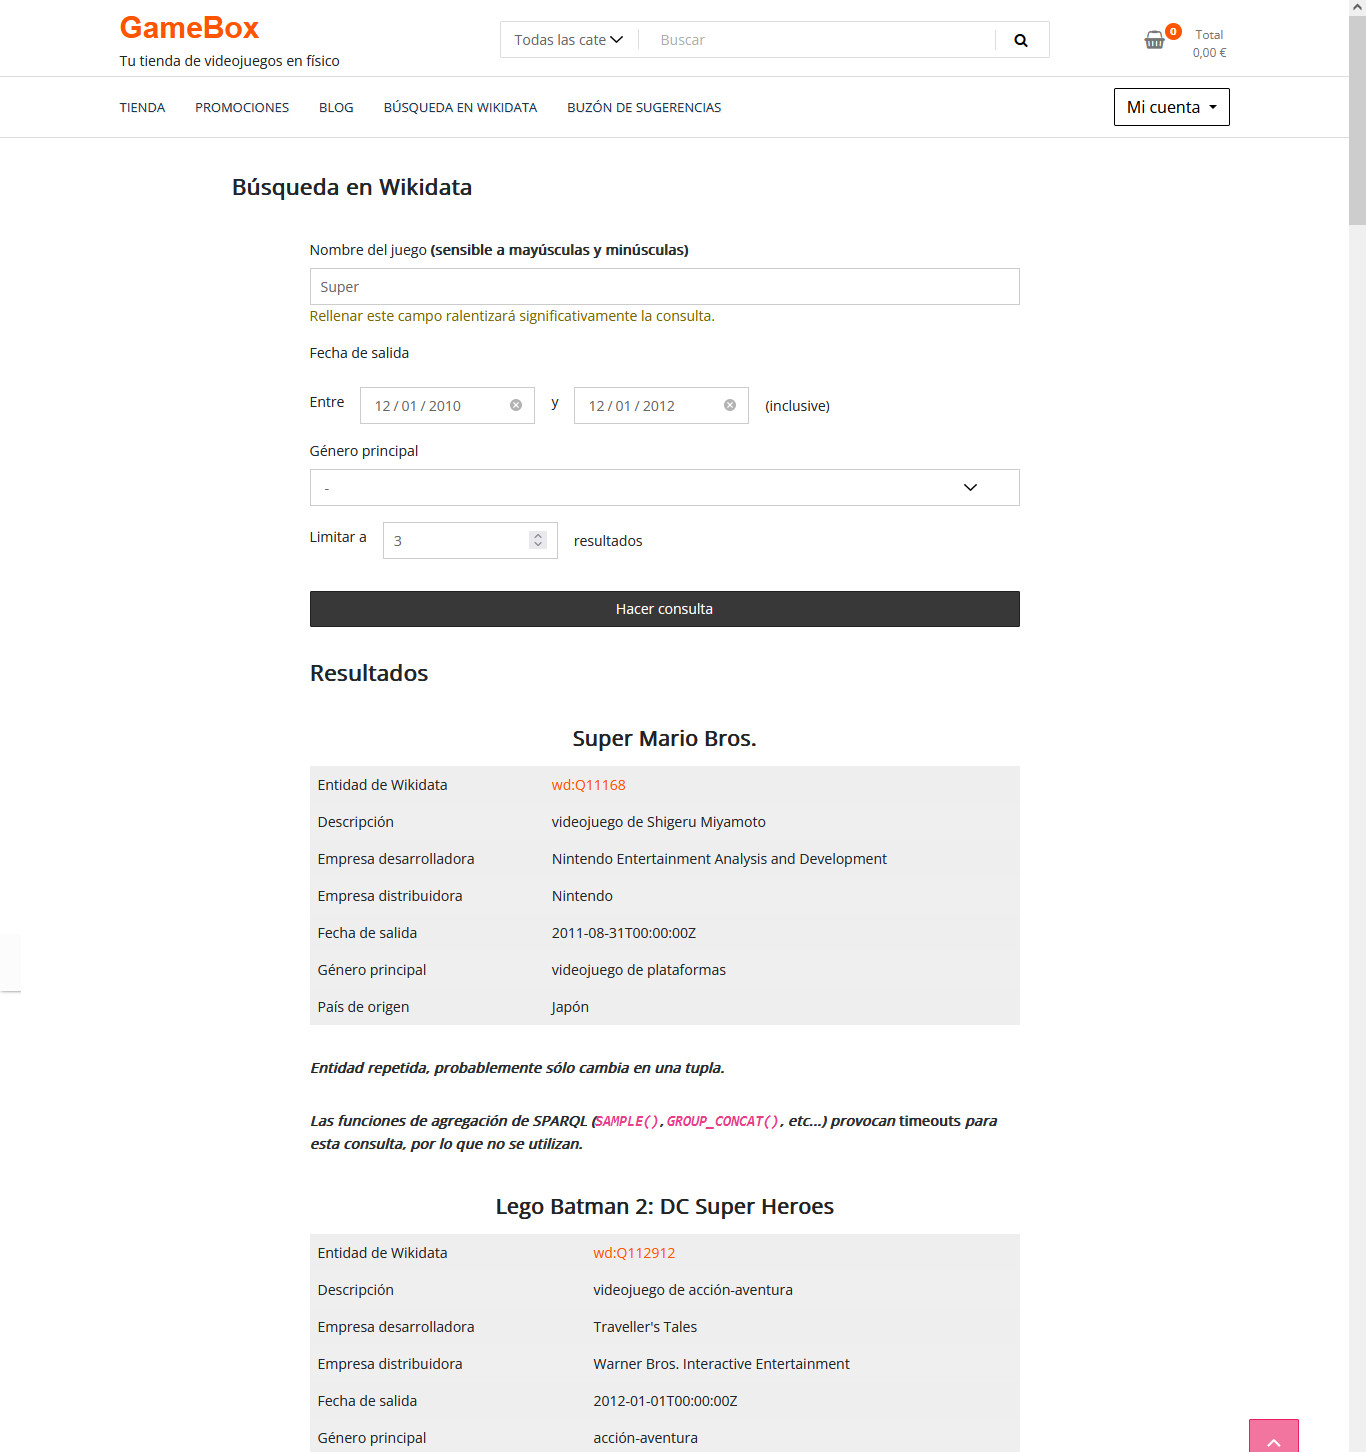 GameBox
Tu tienda de videojuegos en físico
Todas las cate
Buscar
0
Total
0,00 €
TIENDA PROMOCIONES BLOG BÚSQUEDA EN WIKIDATA BUZÓN DE SUGERENCIAS
Mi cuenta
Búsqueda en Wikidata
Nombre del juego (sensible a mayúsculas y minúsculas)
Super
Rellenar este campo ralentizará significativamente la consulta.
Fecha de salida
Entre 12 / 01 / 2010 y 12 / 01 / 2012 (inclusive)
Género principal
-
Limitar a 3 resultados
Hacer consulta
Resultados
Super Mario Bros.
Entidad de Wikidata wd:Q11168
Descripción videojuego de Shigeru Miyamoto
Empresa desarrolladora Nintendo Entertainment Analysis and Development
Empresa distribuidora Nintendo
Fecha de salida 2011-08-31T00:00:00Z
Género principal videojuego de plataformas
País de origen Japón
Entidad repetida, probablemente sólo cambia en una tupla.
Las funciones de agregación de SPARQL (SAMPLE(), GROUP_CONCAT(), etc...) provocan timeouts para
esta consulta, por lo que no se utilizan.
Lego Batman 2: DC Super Heroes
Entidad de Wikidata wd:Q112912
Descripción videojuego de acción-aventura
Empresa desarrolladora Traveller's Tales
Empresa distribuidora Warner Bros. Interactive Entertainment
Fecha de salida 2012-01-01T00:00:00Z
Género principal acción-aventura